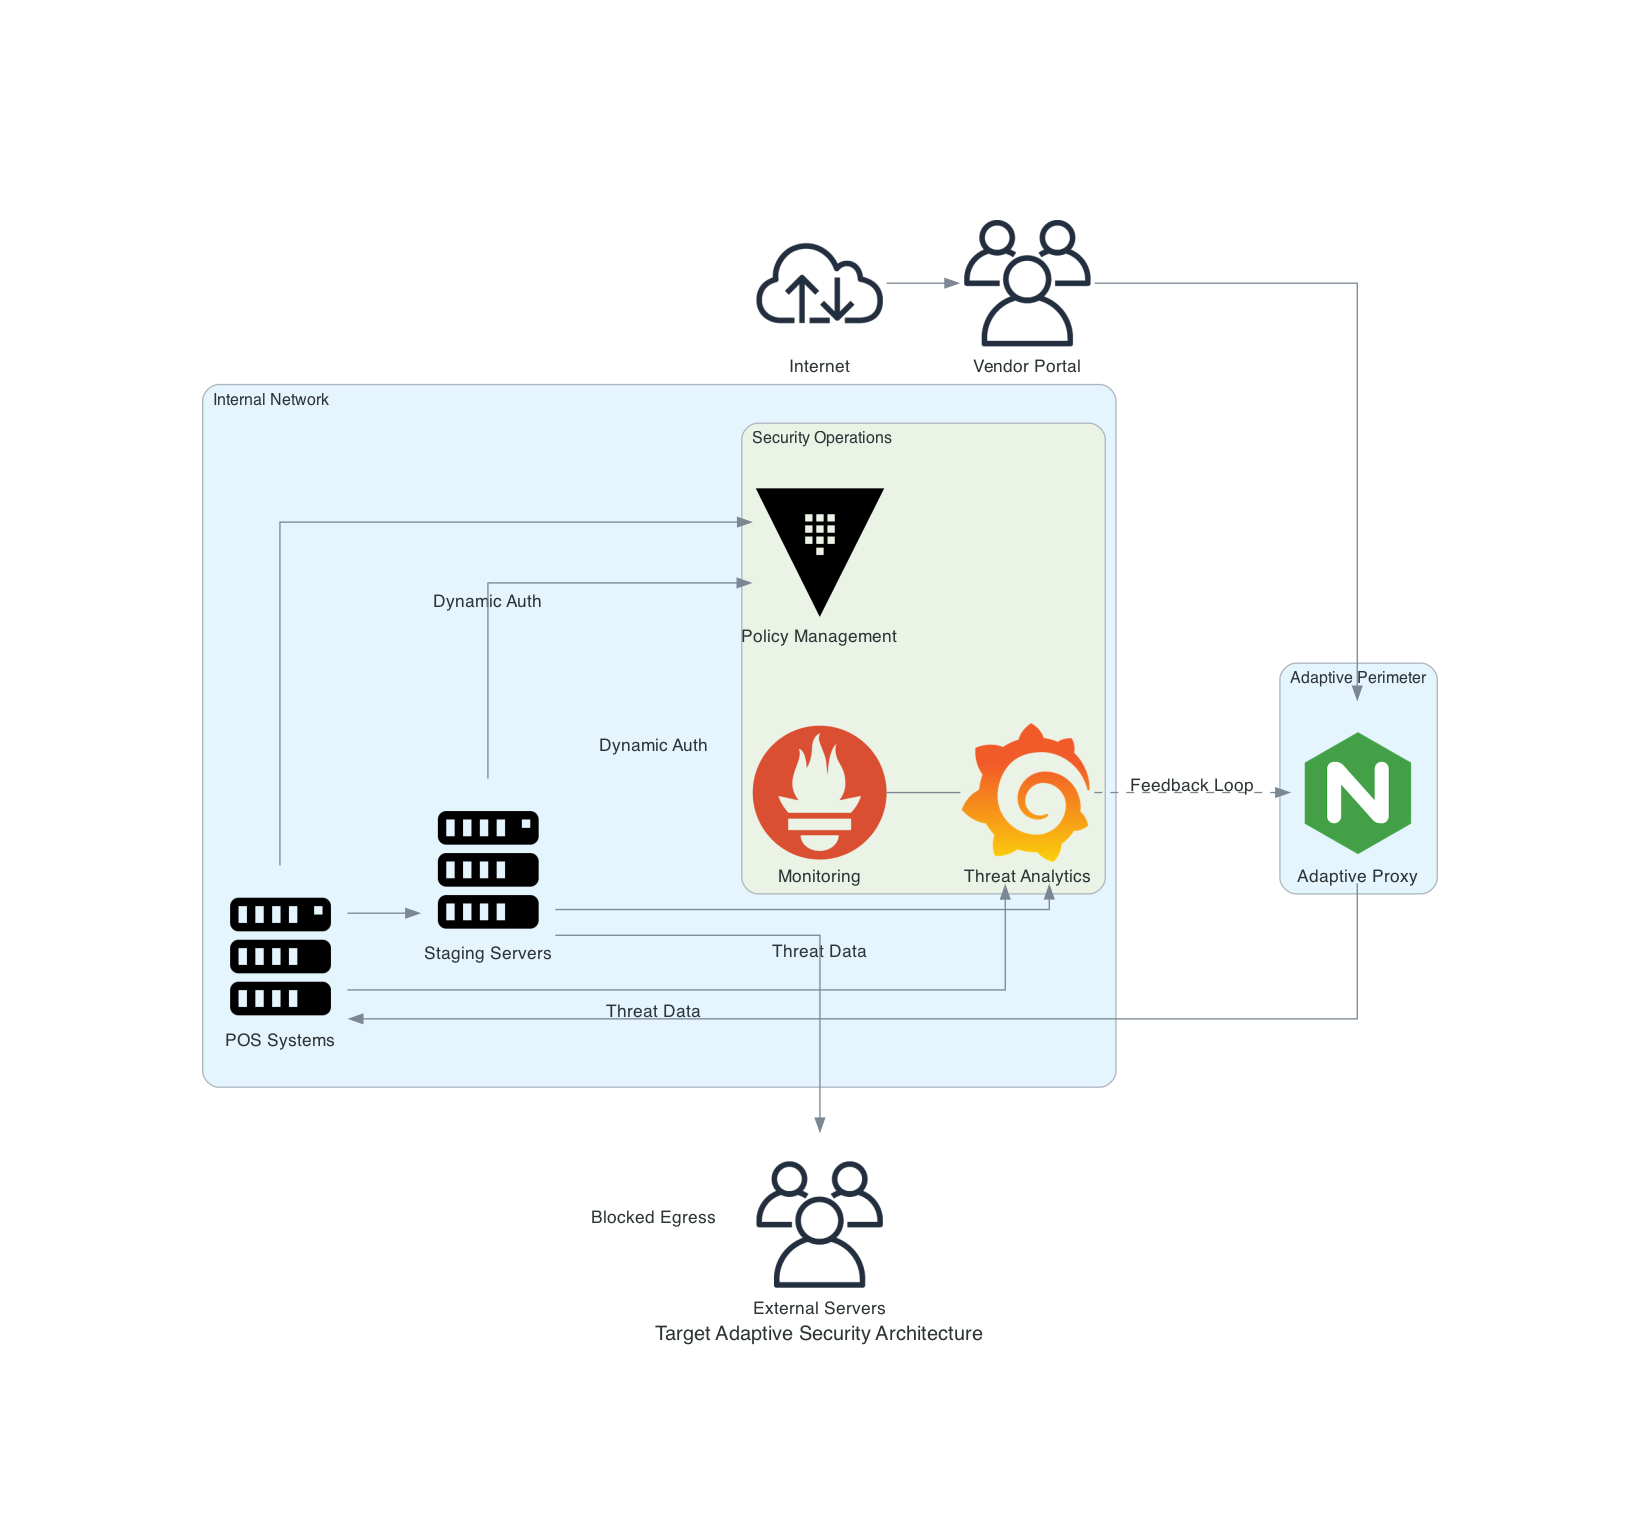 Internet
Vendor Portal
Internal Network
Security Operations
Dynamic Auth
Policy Management
Adaptive Perimeter
Dynamic Auth
Feedback Loop
Monitoring
Threat Analytics
Adaptive Proxy
Staging Servers
Threat Data
Threat Data
POS Systems
Blocked Egress
External Servers
Target Adaptive Security Architecture